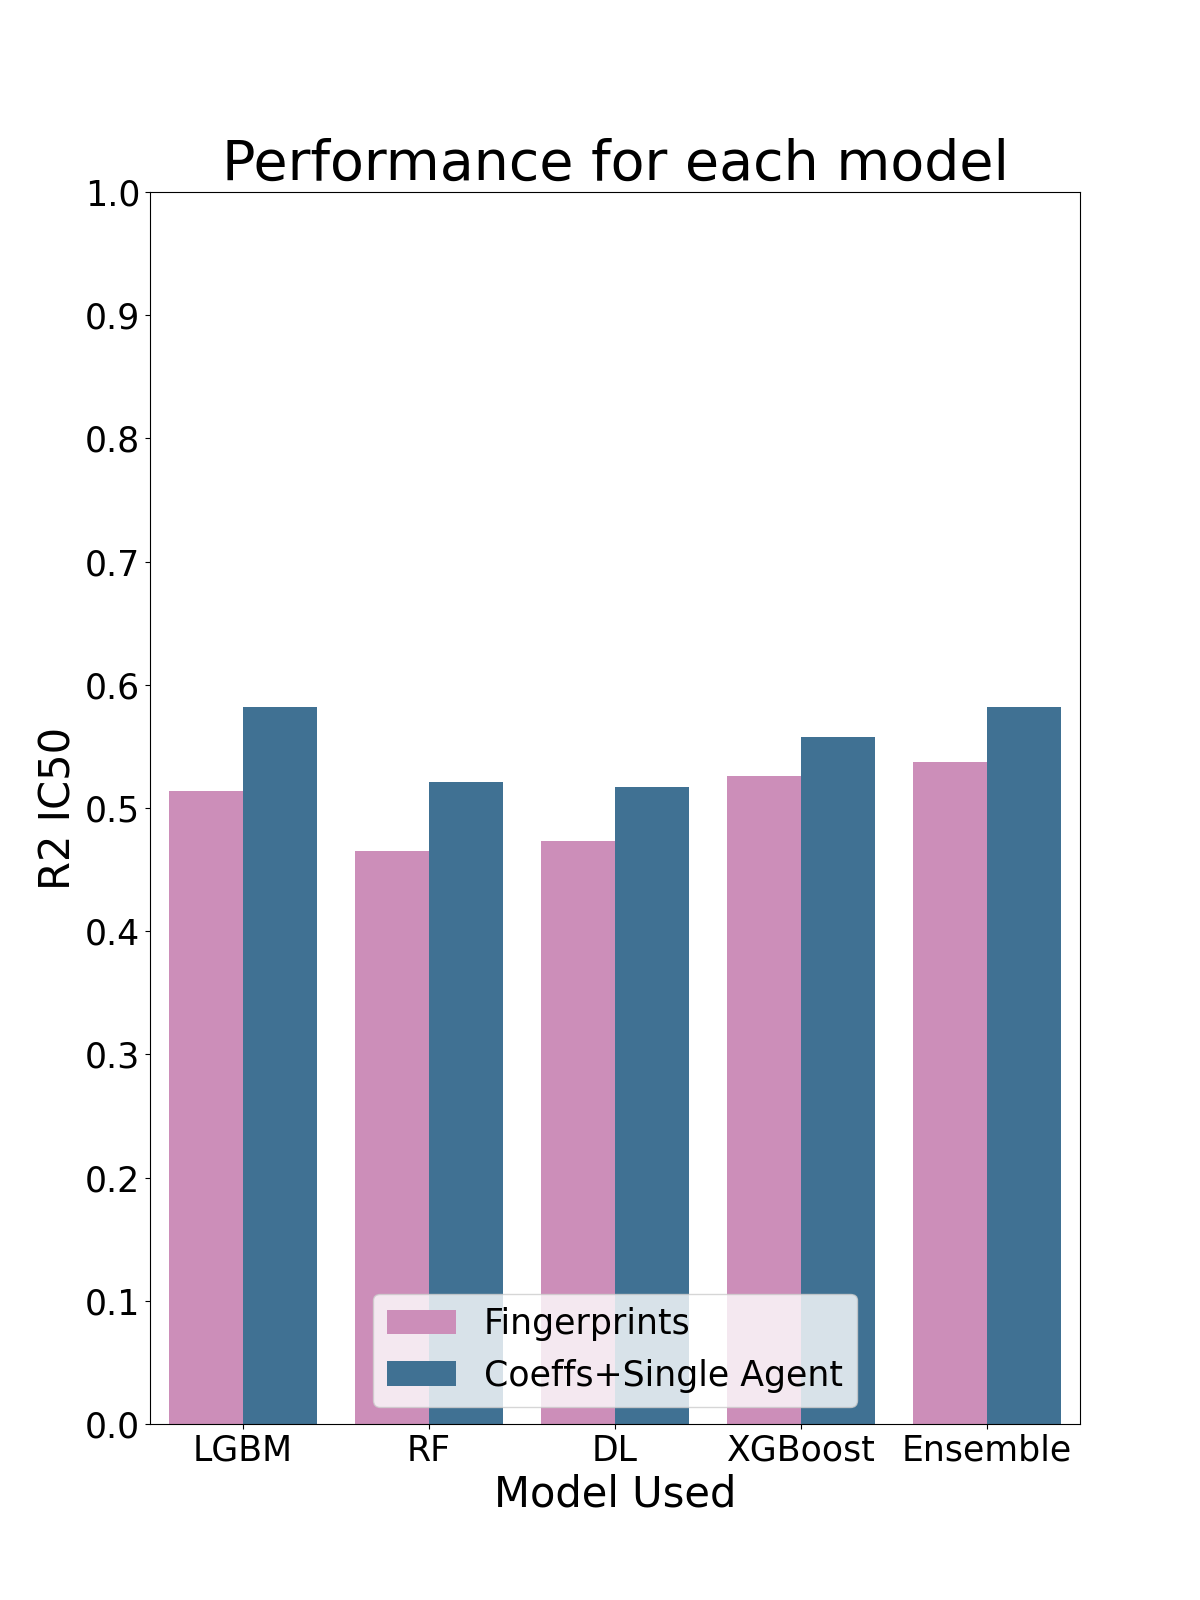 Performance for each model
1.0
0.9
0.8
0.7
0.6
0.5
0.4
0.3
0.2
0.1
0.0
R2 IC50
Fingerprints
Coeffs+Single Agent
LGBM RF DL XGBoost Ensemble
Model Used